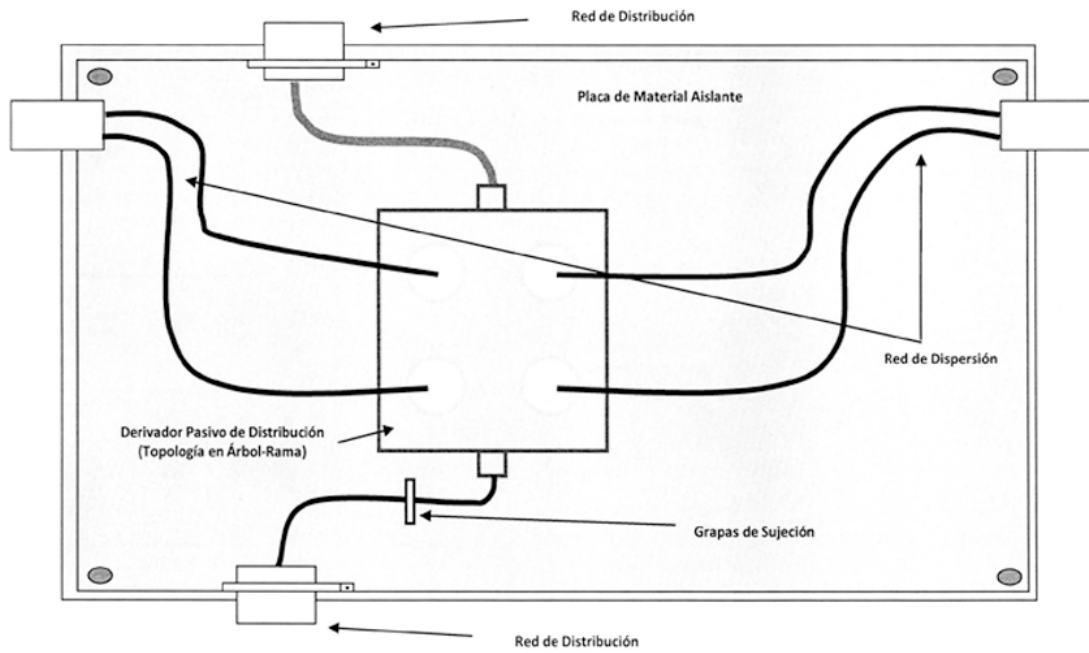 Red de Distribución
Placa de Material Aislante
Red de Dispersión
Derivador Pasivo de Distribución
(Topología en Árbol-Rama)
Grapas de Sujeción
Red de Distribución